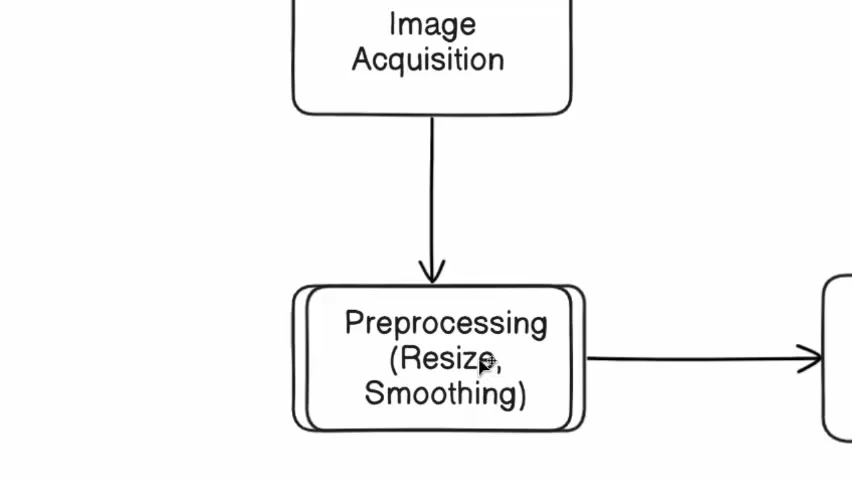 Image
Acquisition
Preprocessing
(Resize,
Smoothing)